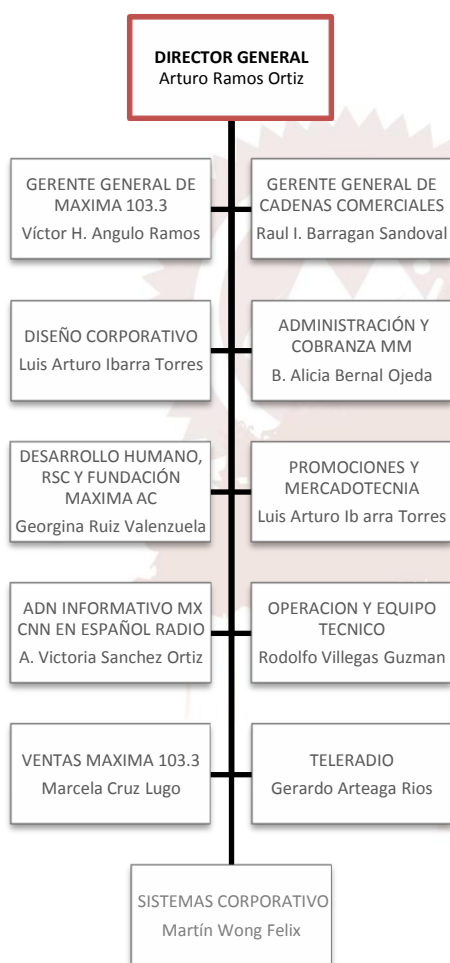 DIRECTOR GENERAL
Arturo Ramos Ortiz
GERENTE GENERAL DE
MAXIMA 103.3
Víctor H. Angulo Ramos
GERENTE GENERAL DE
CADENAS COMERCIALES
Raul I. Barragan Sandoval
DISEÑO CORPORATIVO
Luis Arturo Ibarra Torres
ADMINISTRACIÓN Y
COBRANZA MM
B. Alicia Bernal Ojeda
DESARROLLO HUMANO,
RSC Y FUNDACIÓN
MAXIMA AC
Georgina Ruiz Valenzuela
PROMOCIONES Y
MERCADOTECNIA
Luis Arturo Ib arra Torres
ADN INFORMATIVO MX
CNN EN ESPAÑOL RADIO
A. Victoria Sanchez Ortiz
OPERACION Y EQUIPO
TECNICO
Rodolfo Villegas Guzman
VENTAS MAXIMA 103.3
Marcela Cruz Lugo
TELERADIO
Gerardo Arteaga Rios
SISTEMAS CORPORATIVO
Martín Wong Felix